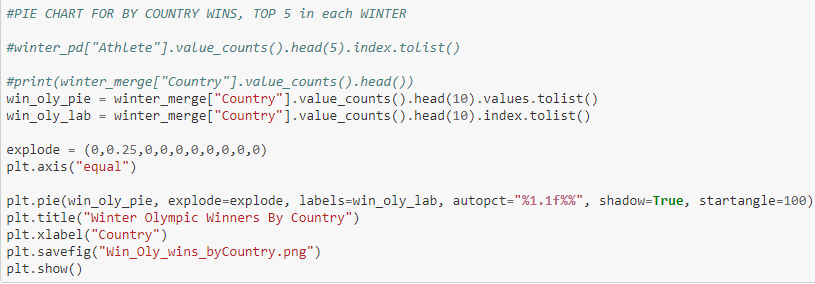 #PIE CHART FOR BY COUNTRY WINS, TOP 5 in each WINTER
#winter_pd["Athlete"].value_counts().head(5).index.tolist()
#print(winter_merge["Country"].value_counts().head())
win_oly_pie = winter_merge["Country"].value_counts().head(10).values.tolist()
win_oly_lab = winter_merge["Country"].value_counts().head(10).index.tolist()
explode = (0,0.25,0,0,0,0,0,0,0,0)
plt.axis("equal")
plt.pie(win_oly_pie, explode=explode, labels=win_oly_lab, autopct="%1.1f%%", shadow=True, startangle=100)
plt.title("Winter Olympic Winners By Country")
plt.xlabel("Country")
plt.savefig("Win_Oly_wins_byCountry.png")
plt.show()